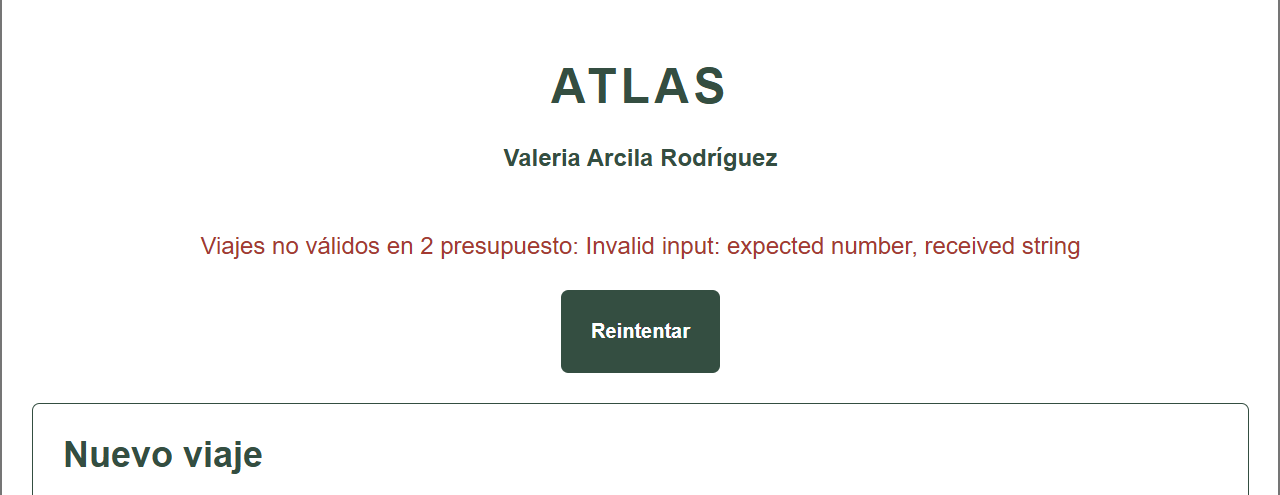 ATLAS
Valeria Arcila Rodríguez
Viajes no válidos en 2 presupuesto: Invalid input: expected number, received string
Reintentar
Nuevo viaje